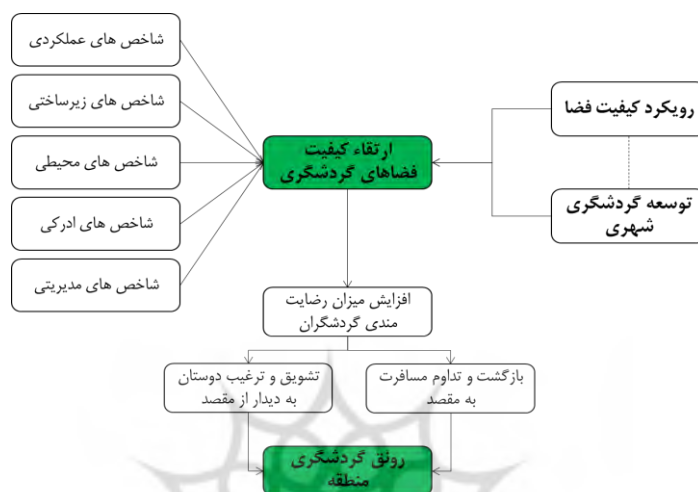 شاخص های عملکردی
شاخص های زیرساختی
شاخص های محیطی
شاخص های ادرکی
شاخص های مدیریتی
رویکرد کیفیت فضا
توسعه گردشگری
شهری
ارتقاء کیفیت
فضاهای گردشگری
افزایش میزان رضایت
مندی گردشگران
بازگشت و تداوم مسافرت
به مقصد
تشویق و ترغیب دوستان
به دیدار از مقصد
رونق گردشگری
منطقه